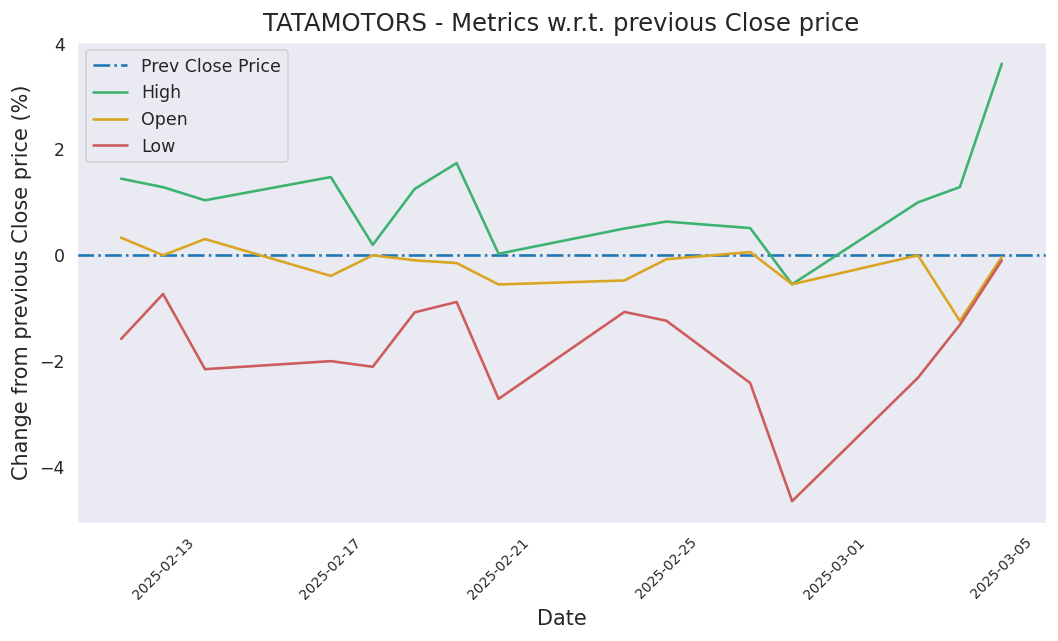 TATAMOTORS - Metrics w.r.t. previous Close price
Change from previous Close price (%)
4
2
0
−2
−4
Prev Close Price
High
Open
Low
2025-02-13
2025-02-17
2025-02-21
2025-02-25
2025-03-01
2025-03-05
Date